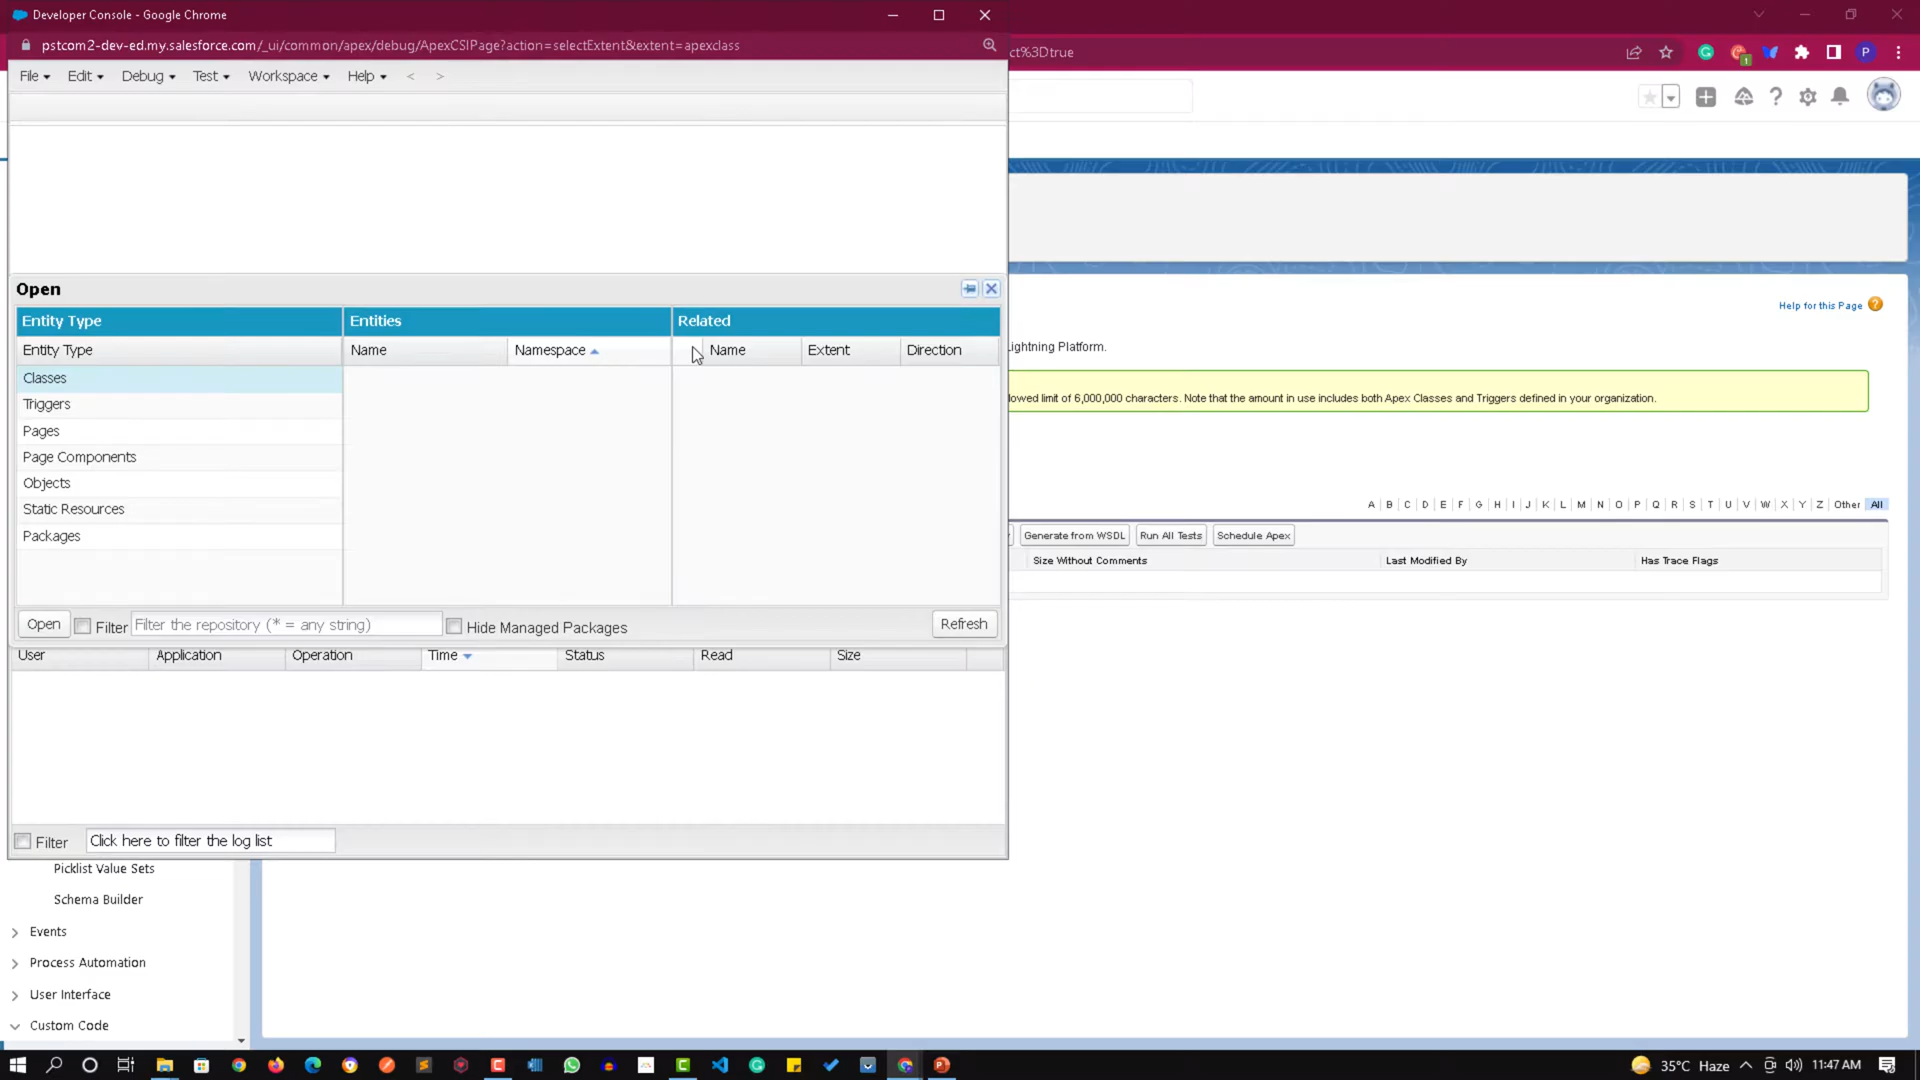 Developer Console - Google Chrome
pstcom2-dev-ed.my.salesforce.com/_ui/common/apex/debug/ApexCSIPage?action=selectExtent&extent=apexclass
ct%3Dtrue
1
P
File Edit Debug Test Workspace Help < >
Open
Entity Type Entities Related
Entity Type Name Namespace Name Extent Direction
Classes
Triggers
Pages
Page Components
Objects
Static Resources
Packages
Open Filter Filter the repository (* = any string) Hide Managed Packages Refresh
User Application Operation Time Status Read Size
Filter Click here to filter the log list
Help for this Page
Lightning Platform.
lowed limit of 6,000,000 characters. Note that the amount in use includes both Apex Classes and Triggers defined in your organization.
A | B | C | D | E | F | G | H | I | J | K | L | M | N | O | P | Q | R | S | T | U | V | W | X | Y | Z | Other All
Generate from WSDL Run All Tests Schedule Apex
Size Without Comments Last Modified By Has Trace Flags
Picklist Value Sets
Schema Builder
Events
Process Automation
User Interface
Custom Code
35°C Haze 11:47 AM